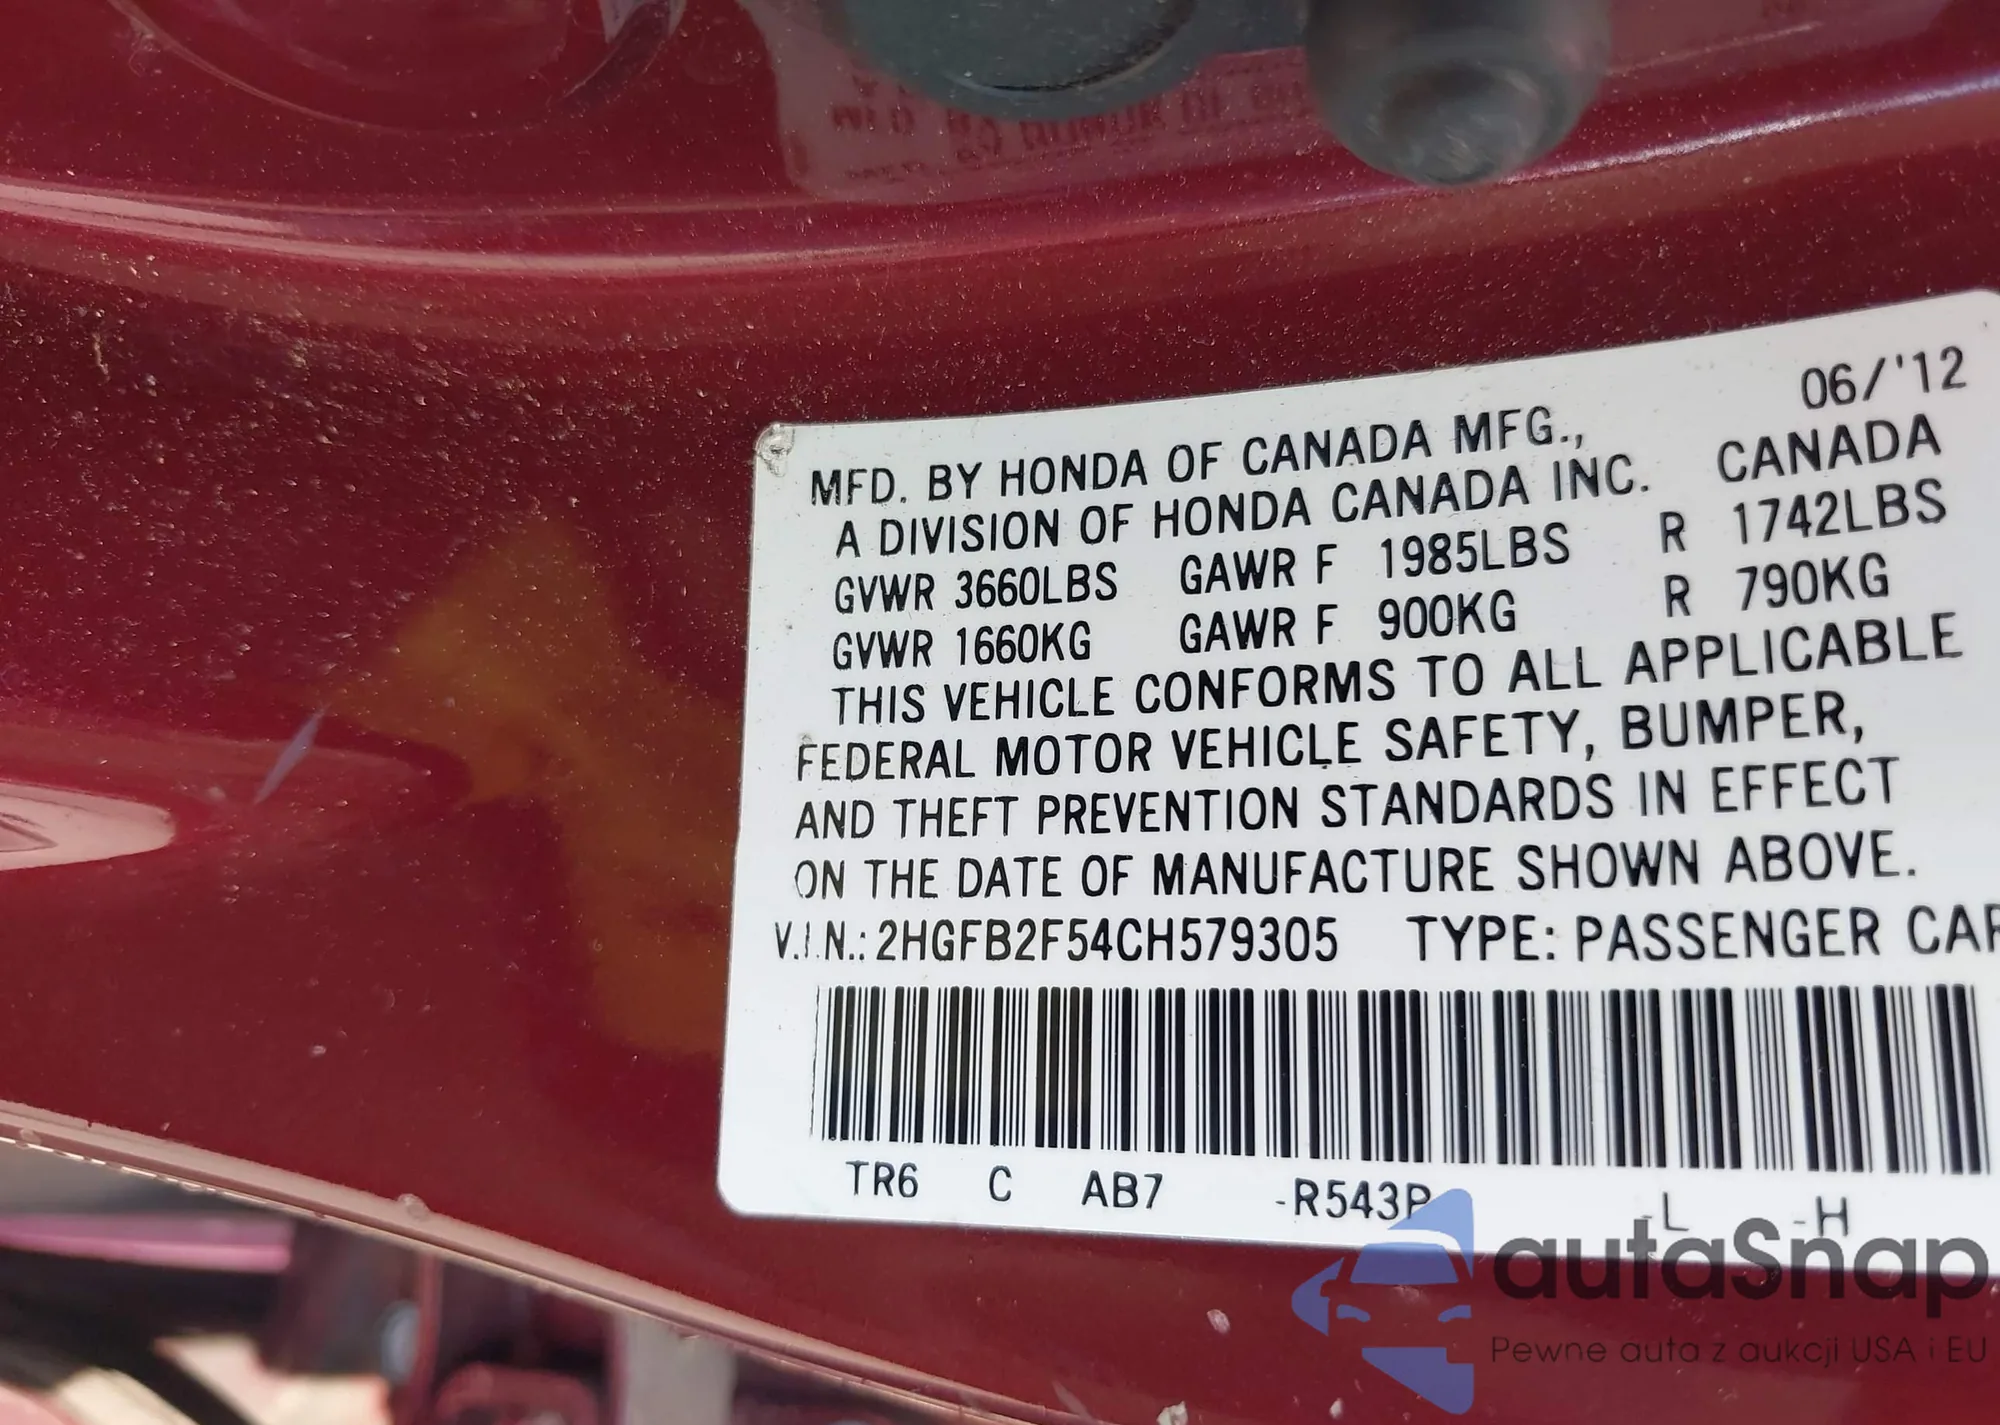 06/'12
MFD. BY HONDA OF CANADA MFG.,
A DIVISION OF HONDA CANADA INC. CANADA
GVWR 3660LBS GAWR F 1985LBS R 1742LBS
GVWR 1660KG GAWR F 900KG R 790KG
THIS VEHICLE CONFORMS TO ALL APPLICABLE
FEDERAL MOTOR VEHICLE SAFETY, BUMPER,
AND THEFT PREVENTION STANDARDS IN EFFECT
ON THE DATE OF MANUFACTURE SHOWN ABOVE.
V.I.N.: 2HGFB2F54CH579305 TYPE: PASSENGER CAR
TR6 C AB7 -R543P -L -H
autaSnap
Pewne auta z aukcji USA i EU